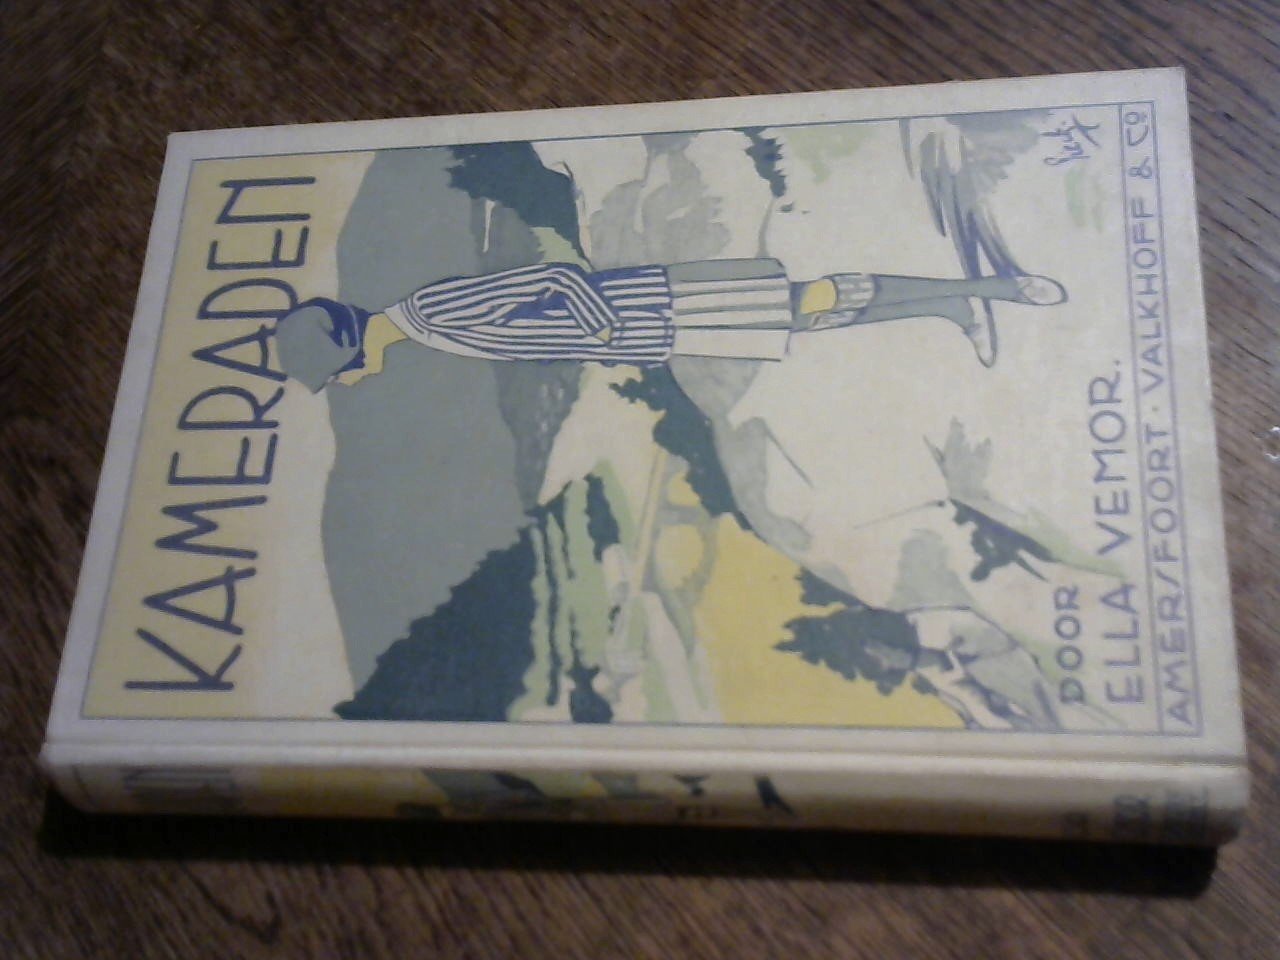 KAMERADEN
DOOR
ELLA VEMOR.
AMERSFOORT · VALKHOFF & Co